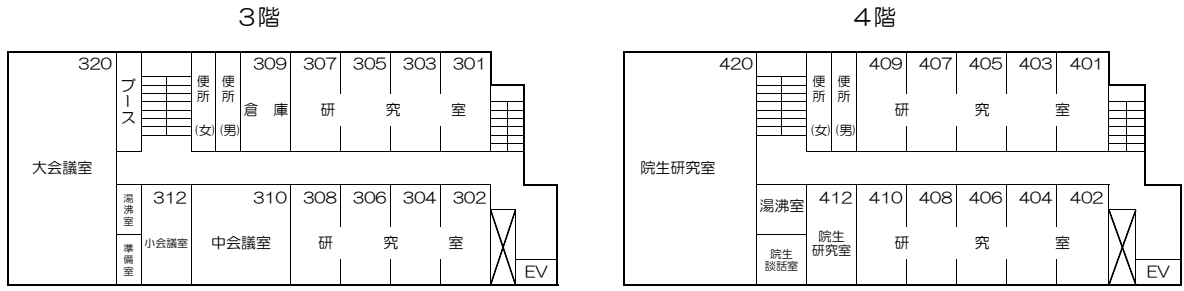 3階
320
ブース
便所
(女)
便所
(男)
309
307
305
303
301
倉庫
研究室
大会議室
湯沸室
準備室
312
小会議室
310
中会議室
308
306
304
302
研究室
EV
4階
420
便所
(女)
便所
(男)
409
407
405
403
401
研究室
院生研究室
湯沸室
院生
談話室
412
院生
研究室
410
408
406
404
402
研究室
EV